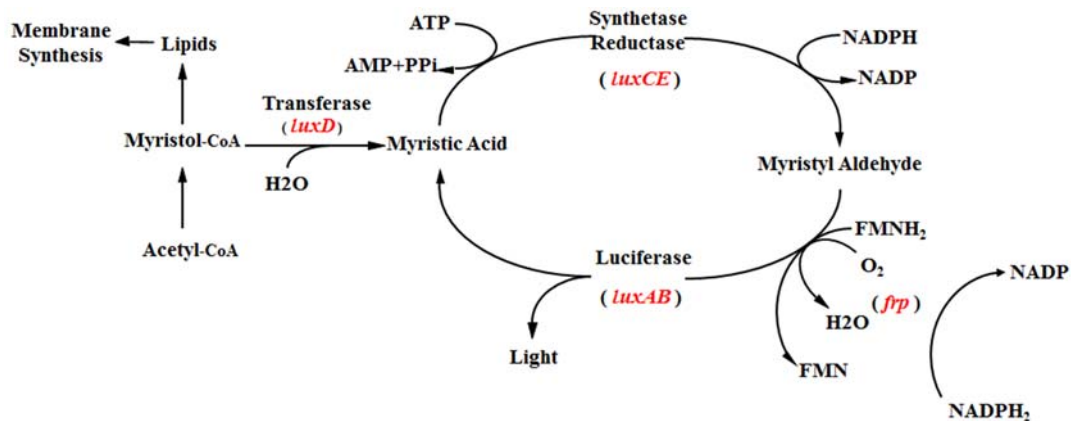 ATP
Synthetase
Reductase
NADPH
Membrane
Synthesis
Lipids
AMP+PPi
( luxCE )
NADP
Transferase
( luxD )
Myristol-CoA
Myristic Acid
Myristyl Aldehyde
H2O
FMNH₂
Acetyl-CoA
Luciferase
O₂
NADP
( luxAB )
H2O
( frp )
Light
FMN
NADPH₂